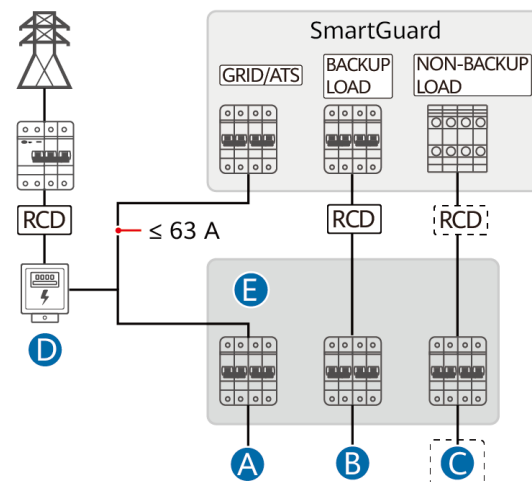 SmartGuard
GRID/ATS
BACKUP
LOAD
NON-BACKUP
LOAD
RCD
≤ 63 A
RCD
RCD
0000
E
D
A
B
C